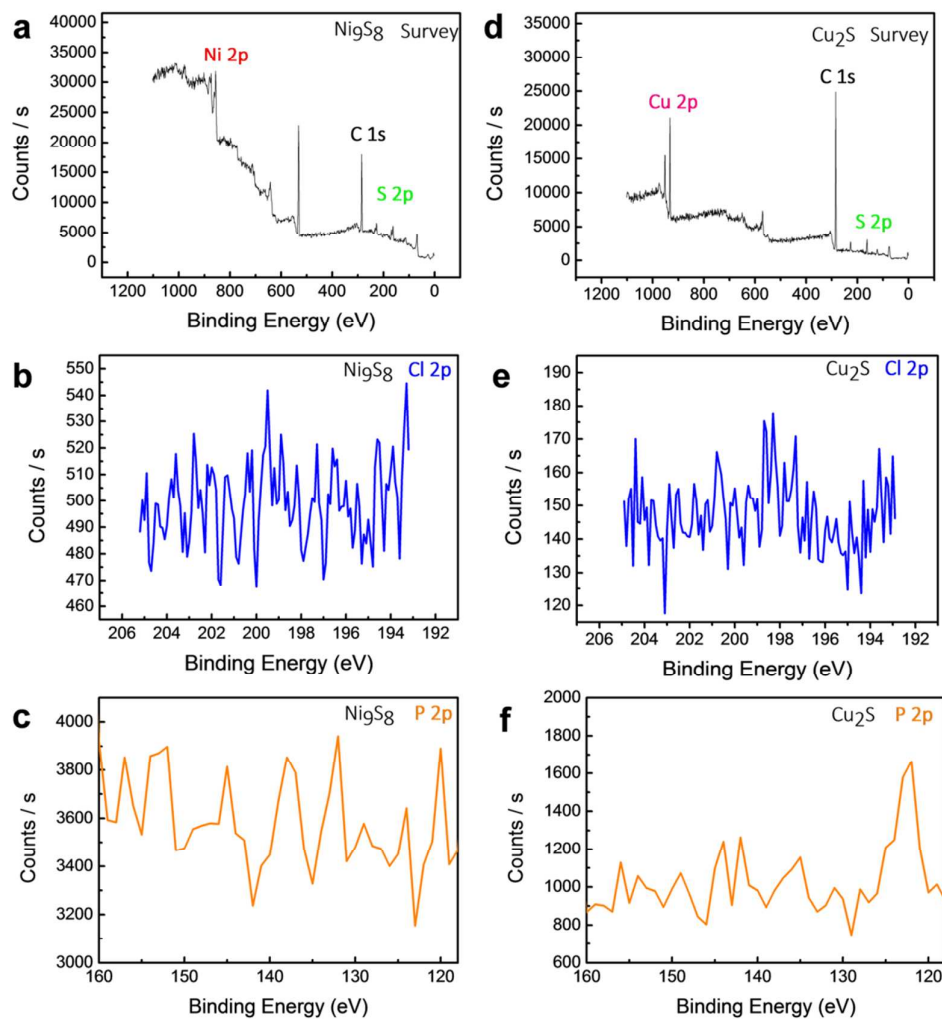 a
Ni9S8 Survey
Ni 2p
C 1s
S 2p
Counts / s
40000
35000
30000
25000
20000
15000
10000
5000
0
1200 1000 800 600 400 200 0
Binding Energy (eV)
d
Cu2S Survey
C 1s
Cu 2p
S 2p
Counts / s
35000
30000
25000
20000
15000
10000
5000
0
1200 1000 800 600 400 200 0
Binding Energy (eV)
b
Ni9S8 Cl 2p
Counts / s
550
540
530
520
510
500
490
480
470
460
206 204 202 200 198 196 194 192
Binding Energy (eV)
e
Cu2S Cl 2p
Counts / s
190
180
170
160
150
140
130
120
206 204 202 200 198 196 194 192
Binding Energy (eV)
c
Ni9S8 P 2p
Counts / s
4000
3800
3600
3400
3200
3000
160 150 140 130 120
Binding Energy (eV)
f
Cu2S P 2p
Counts / s
2000
1800
1600
1400
1200
1000
800
600
160 150 140 130 120
Binding Energy (eV)